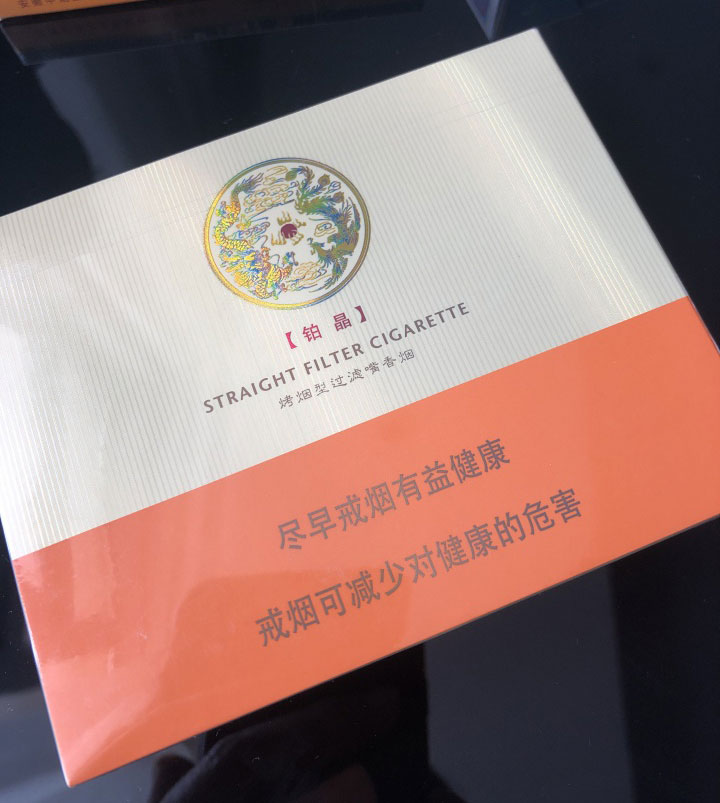 【铂晶】
STRAIGHT FILTER CIGARETTE
烤烟型过滤嘴香烟
尽早戒烟有益健康
戒烟可减少对健康的危害